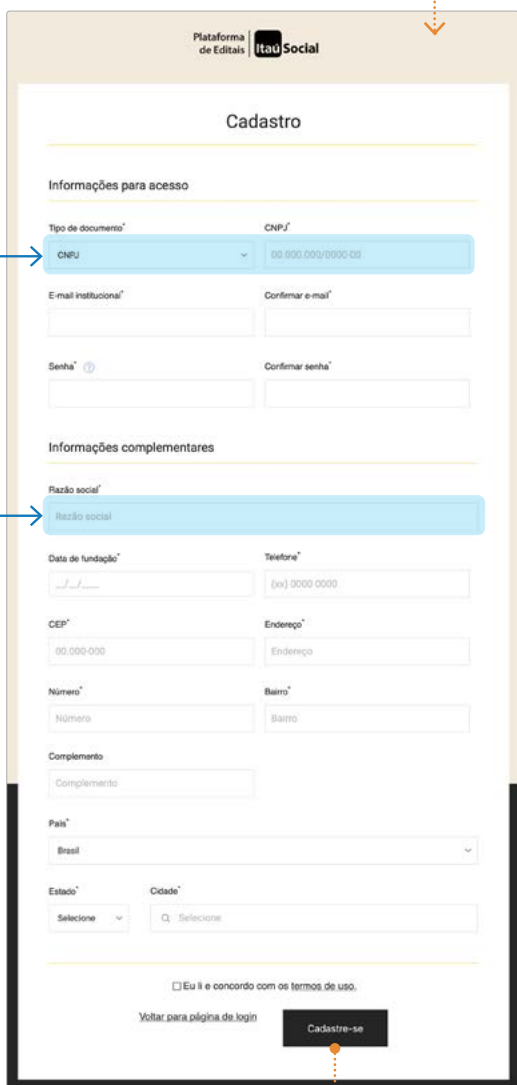 Plataforma
de Editais
Itaú Social
Cadastro
Informações para acesso
Tipo de documento* CNPJ*
CNPJ 00.000.000/0000-00
E-mail institucional* Confirmar e-mail*
Senha* ? Confirmar senha*
Informações complementares
Razão social*
Razão social
Data de fundação* Telefone*
__/__/____ (xx) 0000 0000
CEP* Endereço*
00.000-000 Endereço
Número* Bairro*
Número Bairro
Complemento
Complemento
País*
Brasil
Estado* Cidade*
Selecione Selecione
Eu li e concordo com os termos de uso.
Voltar para página de login Cadastre-se